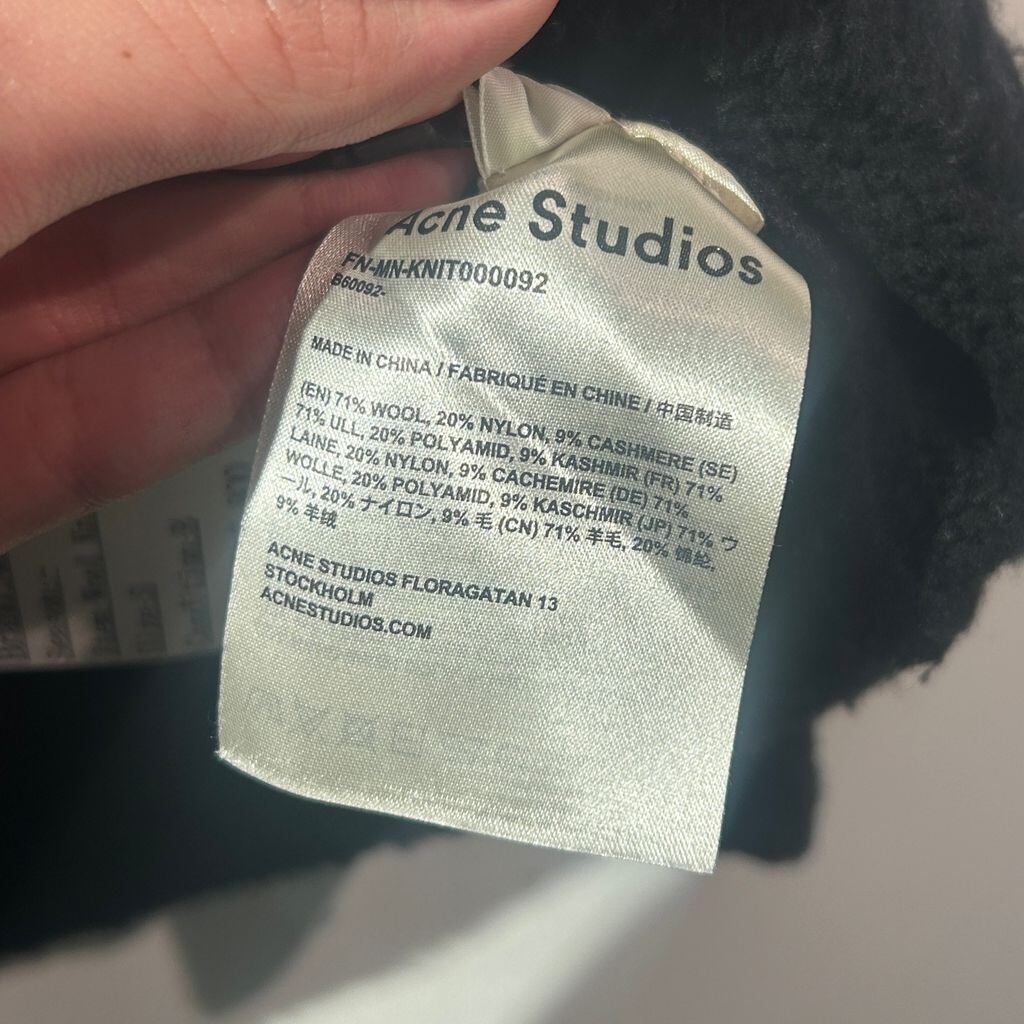 Acne Studios
FN-MN-KNIT000092
B60092-
MADE IN CHINA / FABRIQUÉ EN CHINE / 中国制造
(EN) 71% WOOL, 20% NYLON, 9% CASHMERE (SE)
71% ULL, 20% POLYAMID, 9% KASHMIR (FR) 71%
LAINE, 20% NYLON, 9% CACHEMIRE (DE) 71%
WOLLE, 20% POLYAMID, 9% KASCHMIR (JP) 71% ウ
ール, 20% ナイロン, 9% 毛 (CN) 71% 羊毛, 20% 锦纶,
9% 羊绒
ACNE STUDIOS FLORAGATAN 13
STOCKHOLM
ACNESTUDIOS.COM